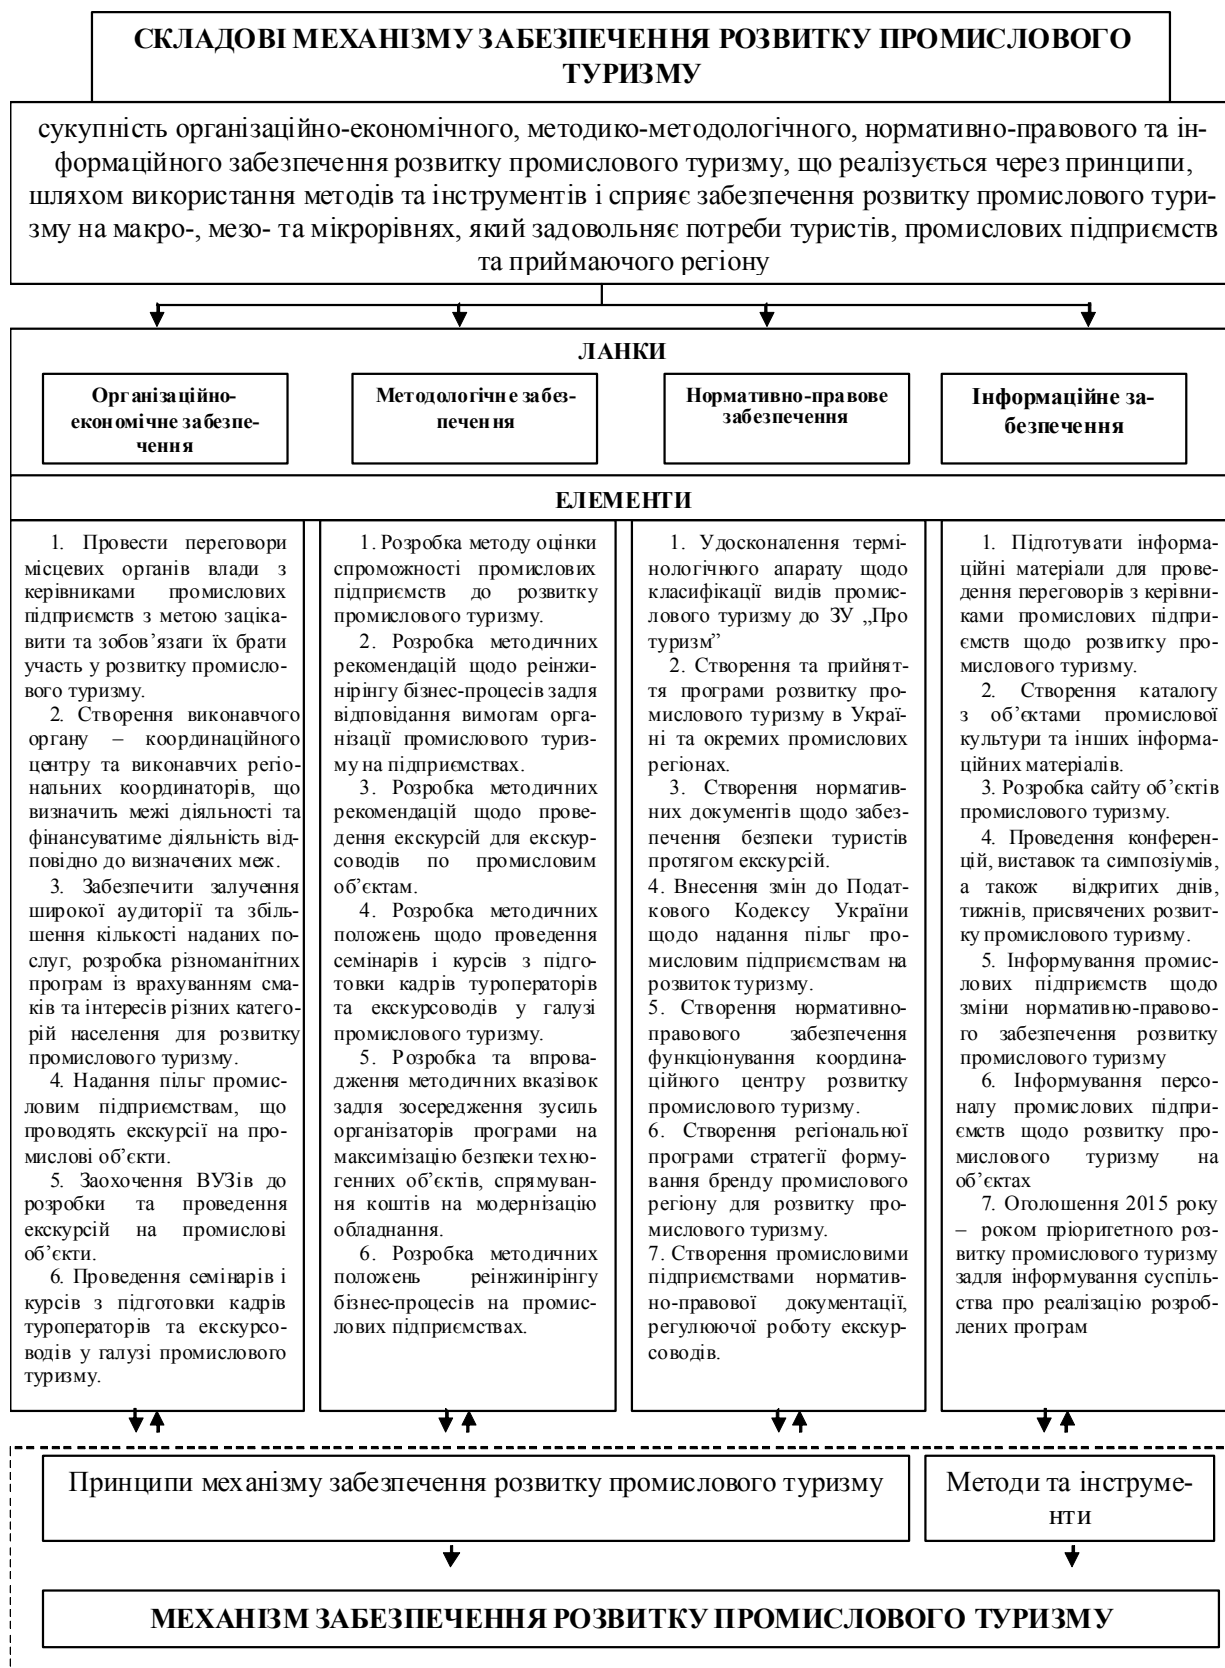 СКЛАДОВІ МЕХАНІЗМУ ЗАБЕЗПЕЧЕННЯ РОЗВИТКУ ПРОМИСЛОВОГО
ТУРИЗМУ
сукупність організаційно-економічного, методико-методологічного, нормативно-правового та ін-
формаційного забезпечення розвитку промислового туризму, що реалізується через принципи,
шляхом використання методів та інструментів і сприяє забезпечення розвитку промислового тури-
зму на макро-, мезо- та мікрорівнях, який задовольняє потреби туристів, промислових підприємств
та приймаючого регіону
ЛАНКИ
Організаційно-
економічне забезпе-
чення
Методологічне забез-
печення
Нормативно-правове
забезпечення
Інформаційне за-
безпечення
ЕЛЕМЕНТИ
1. Провести переговори
місцевих органів влади з
керівниками промислових
підприємств з метою зацікa-
вити та зобов’язати їх брати
участь у розвитку промисло-
вого туризму.
2. Створення виконавчого
органу – координаційного
центру та виконавчих регіо-
нальних координаторів, що
визначить межі діяльності та
фінансуватиме діяльність від-
повідно до визначених меж.
3. Забезпечити залучення
широкої аудиторії та збіль-
шення кількості наданих по-
слуг, розробка різноманітних
програм із врахуванням сма-
ків та інтересів різних катего-
рій населення для розвитку
промислового туризму.
4. Надання пільг промис-
ловим підприємствам, що
проводять екскурсії на про-
мислові об’єкти.
5. Заохочення ВУЗів до
розробки та проведення
екскурсій на промислові
об’єкти.
6. Проведення семінарів і
курсів з підготовки кадрів
туроператорів та екскурсо-
водів у галузі промислового
туризму.
1. Розробка методу оцінки
спроможності промислових
підприємств до розвитку
промислового туризму.
2. Розробка методичних
рекомендацій щодо реінжи-
нірінгу бізнес-процесів задля
відповідання вимогам орга-
нізації промислового туриз-
му на підприємствах.
3. Розробка методичних
рекомендацій щодо прове-
дення екскурсій для екскур-
соводів по промисловим
об’єктам.
4. Розробка методичних
положень щодо проведення
семінарів і курсів з підго-
товки кадрів туроператорів
та екскурсоводів у галузі
промислового туризму.
5. Розробка та впрова-
дження методичних вказівок
задля зосередження зусиль
організаторів програми на
максимізацію безпеки техно-
генних об’єктів, спрямуван-
ня коштів на модернізацію
обладнання.
6. Розробка методичних
положень реінжинірінгу
бізнес-процесів на промис-
лових підприємствах.
1. Удосконалення термі-
нологічного апарату щодо
класифікації видів промис-
лового туризму до ЗУ „Про
туризм”
2. Створення та прийнят-
тя програми розвитку про-
мислового туризму в Украї-
ні та окремих промислових
регіонах.
3. Створення норматив-
них документів щодо забез-
печення безпеки туристів
протягом екскурсій.
4. Внесення змін до Подат-
кового Кодексу України
щодо надання пільг про-
мисловим підприємствам на
розвиток туризму.
5. Створення нормативно-
правового забезпечення
функціонування координа-
ційного центру розвитку
промислового туризму.
6. Створення регіональної
програми стратегії форму-
вання бренду промислового
регіону для розвитку про-
мислового туризму.
7. Створення промисловими
підприємствами норматив-
но-правової документації,
регулюючої роботу екскур-
соводів.
1. Підготувати інформа-
ційні матеріали для прове-
дення переговорів з керівни-
ками промислових підпри-
ємств щодо розвитку про-
мислового туризму.
2. Створення каталогу
з об’єктами промислової
культури та інших інформа-
ційних матеріалів.
3. Розробка сайту об’єктів
промислового туризму.
4. Проведення конферен-
цій, виставок та симпозіумів,
а також відкритих днів,
тижнів, присвячених розвит-
ку промислового туризму.
5. Інформування промис-
лових підприємств щодо
зміни нормативно-правово-
го забезпечення розвитку
промислового туризму
6. Інформування персо-
налу промислових підпри-
ємств щодо розвитку про-
мислового туризму на
об’єктах
7. Оголошення 2015 року
– роком пріоритетного роз-
витку промислового туризму
задля інформування суспіль-
ства про реалізацію розроб-
лених програм
Принципи механізму забезпечення розвитку промислового туризму
Методи та інструме-
нти
МЕХАНІЗМ ЗАБЕЗПЕЧЕННЯ РОЗВИТКУ ПРОМИСЛОВОГО ТУРИЗМУ